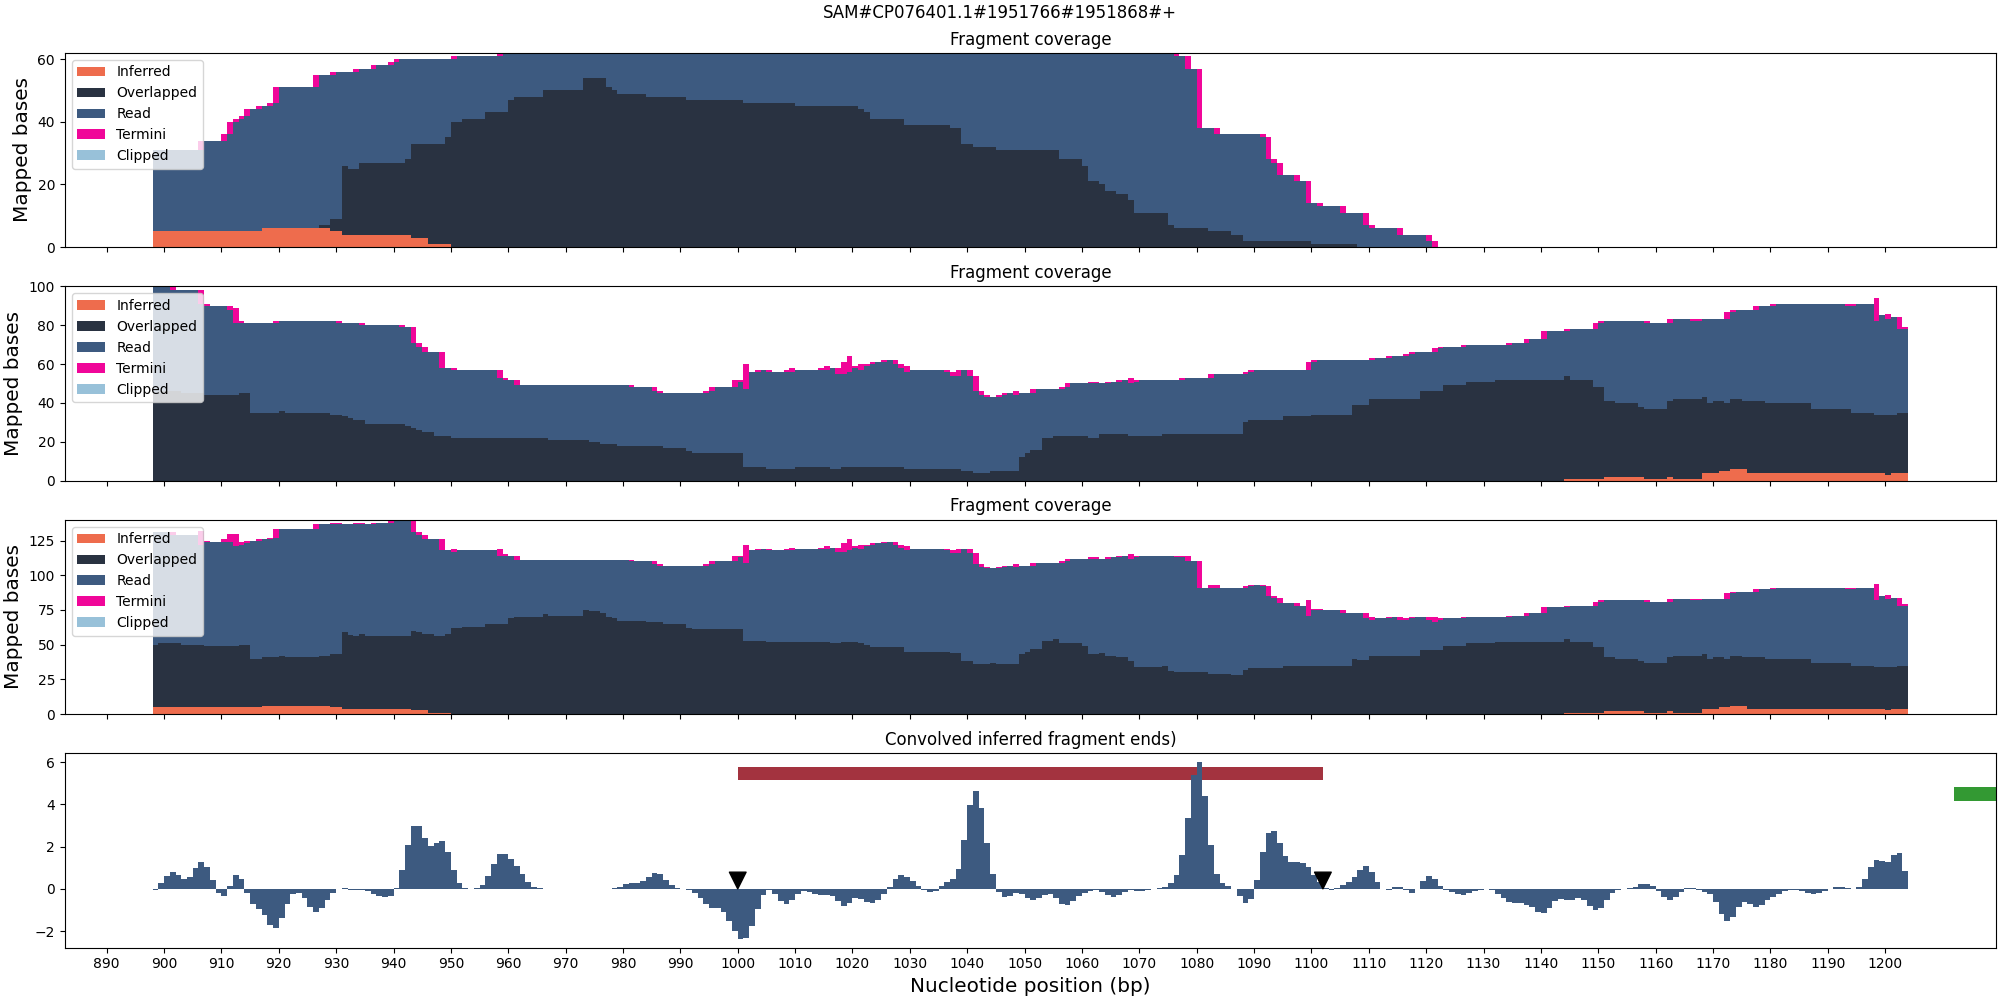 SAM#CP076401.1#1951766#1951868#+
Fragment coverage
Mapped bases
60
40
20
0
Inferred
Overlapped
Read
Termini
Clipped
Fragment coverage
Mapped bases
100
80
60
40
20
0
Inferred
Overlapped
Read
Termini
Clipped
Fragment coverage
Mapped bases
125
100
75
50
25
0
Inferred
Overlapped
Read
Termini
Clipped
Convolved inferred fragment ends)
6
4
2
0
−2
890 900 910 920 930 940 950 960 970 980 990 1000 1010 1020 1030 1040 1050 1060 1070 1080 1090 1100 1110 1120 1130 1140 1150 1160 1170 1180 1190 1200
Nucleotide position (bp)